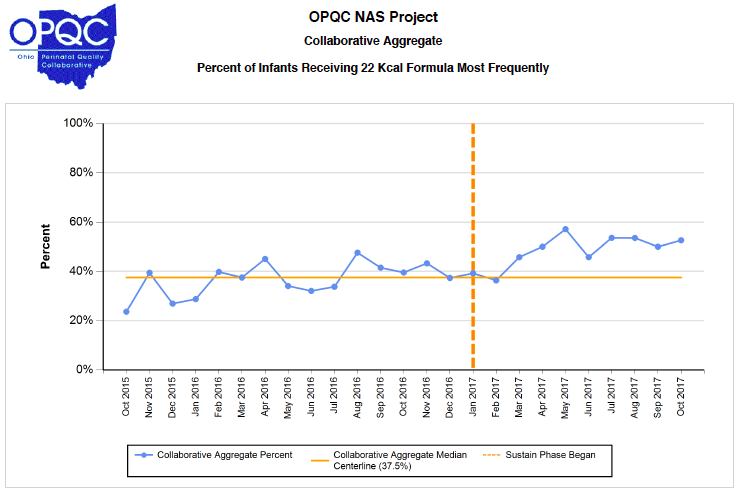 OPQC
Ohio Perinatal Quality
Collaborative
OPQC NAS Project
Collaborative Aggregate
Percent of Infants Receiving 22 Kcal Formula Most Frequently
Percent
100%
80%
60%
40%
20%
0%
Oct 2015
Nov 2015
Dec 2015
Jan 2016
Feb 2016
Mar 2016
Apr 2016
May 2016
Jun 2016
Jul 2016
Aug 2016
Sep 2016
Oct 2016
Nov 2016
Dec 2016
Jan 2017
Feb 2017
Mar 2017
Apr 2017
May 2017
Jun 2017
Jul 2017
Aug 2017
Sep 2017
Oct 2017
Collaborative Aggregate Percent
Collaborative Aggregate Median
Centerline (37.5%)
Sustain Phase Began